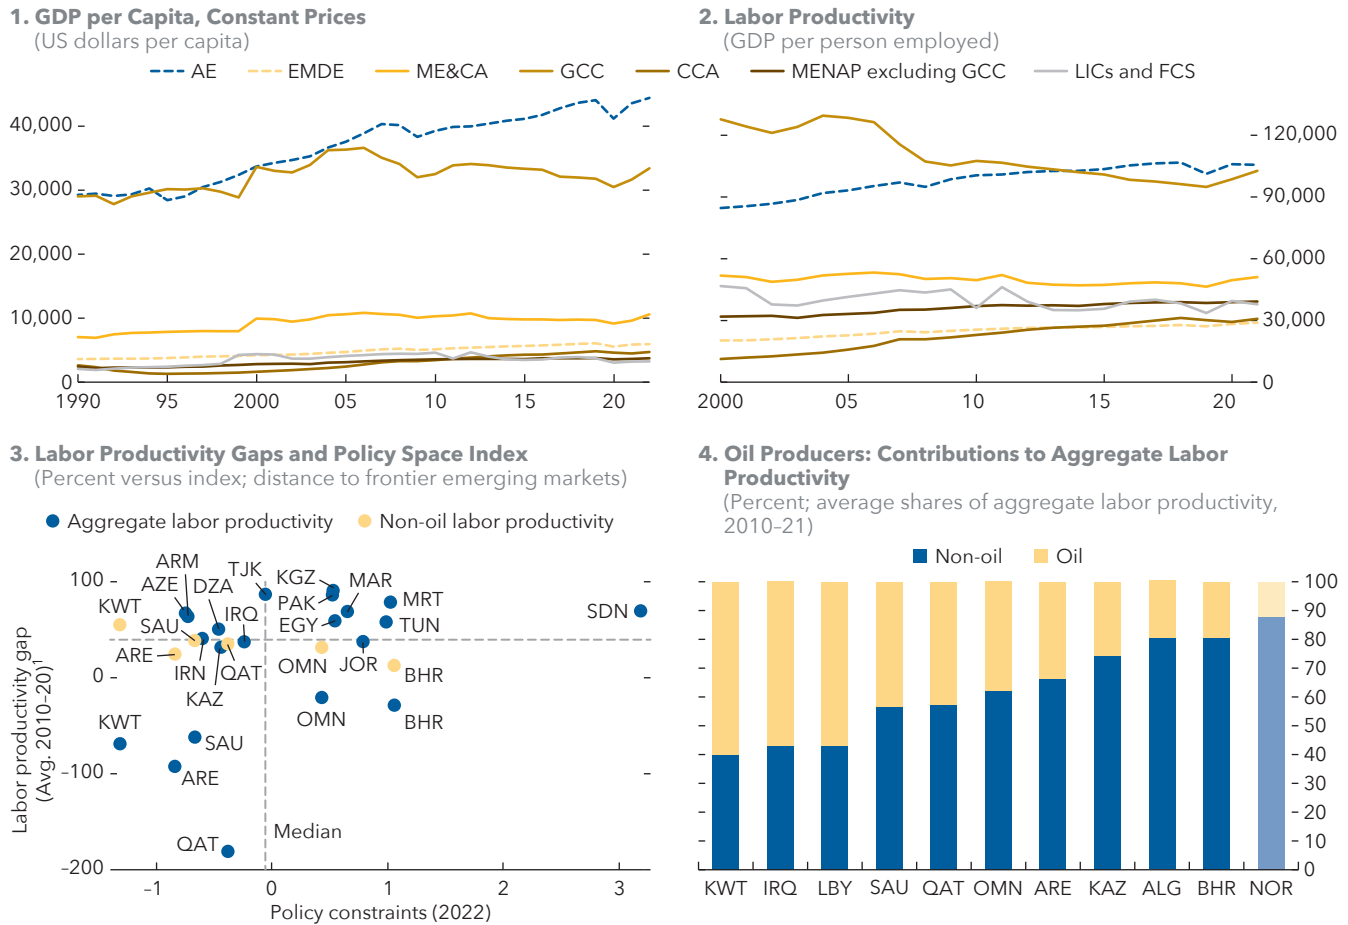 1. GDP per Capita, Constant Prices
(US dollars per capita)
2. Labor Productivity
(GDP per person employed)
AE EMDE ME&CA GCC CCA MENAP excluding GCC LICs and FCS
40,000
30,000
20,000
10,000
0
1990 95 2000 05 10 15 20
120,000
90,000
60,000
30,000
0
2000 05 10 15 20
3. Labor Productivity Gaps and Policy Space Index
(Percent versus index; distance to frontier emerging markets)
Aggregate labor productivity Non-oil labor productivity
Labor productivity gap
(Avg. 2010–20)1
100
0
–100
–200
ARM
TJK
KGZ
MAR
AZE
DZA
PAK
MRT
KWT
IRQ
SDN
SAU
EGY
TUN
ARE
IRN
QAT
OMN
JOR
BHR
KAZ
KWT
OMN
BHR
SAU
ARE
Median
QAT
–1 0 1 2 3
Policy constraints (2022)
4. Oil Producers: Contributions to Aggregate Labor
Productivity
(Percent; average shares of aggregate labor productivity,
2010–21)
Non-oil Oil
100
90
80
70
60
50
40
30
20
10
0
KWT IRQ LBY SAU QAT OMN ARE KAZ ALG BHR NOR